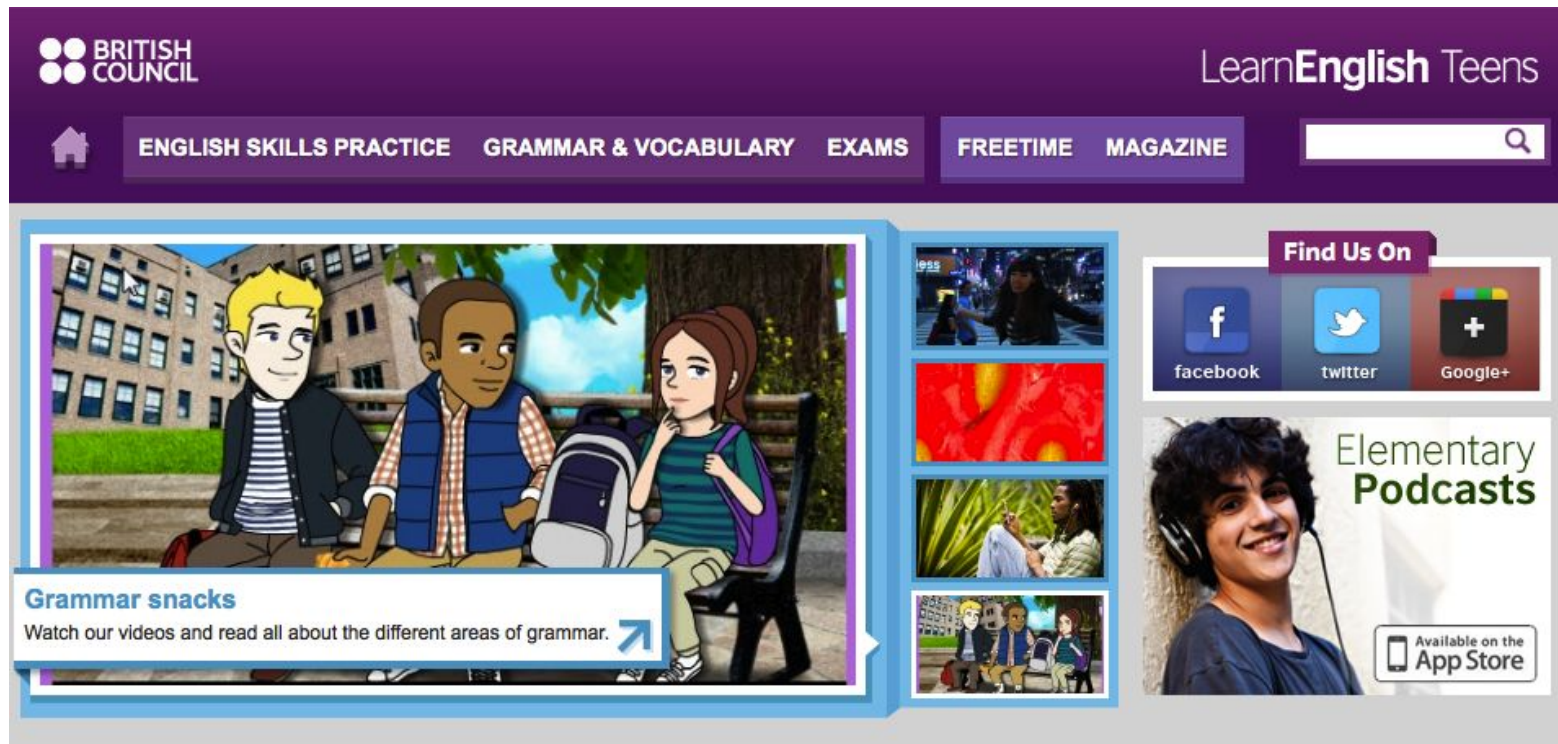 BRITISH
COUNCIL
LearnEnglish Teens
ENGLISH SKILLS PRACTICE GRAMMAR & VOCABULARY EXAMS FREETIME MAGAZINE
Grammar snacks
Watch our videos and read all about the different areas of grammar.
Find Us On
f
facebook twitter Google+
Elementary
Podcasts
Available on the
App Store